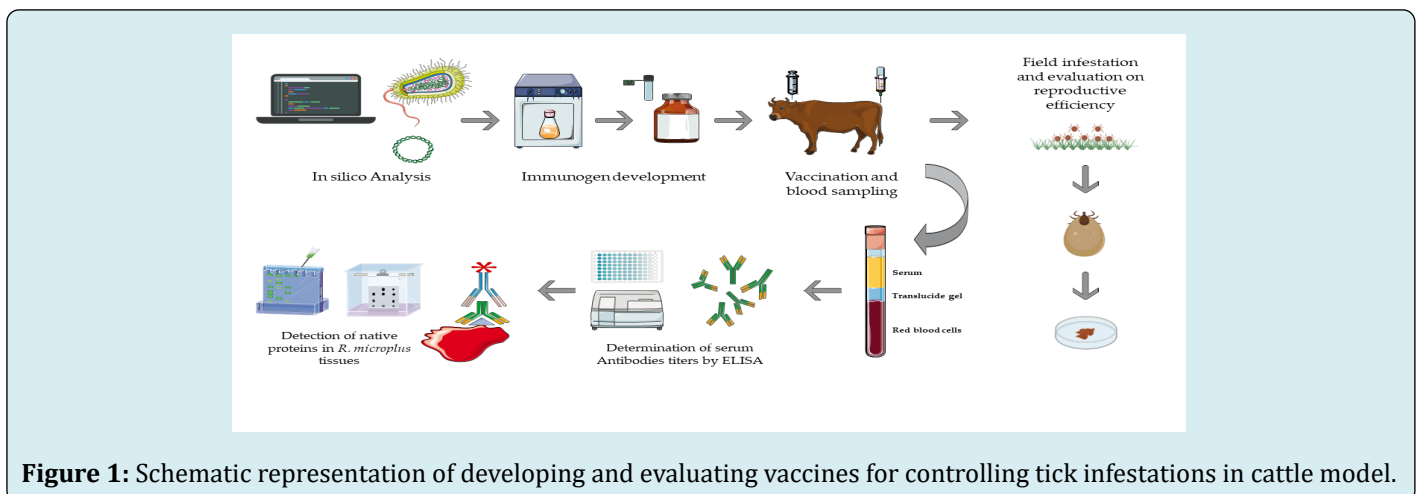 Field infestation
and evaluation on
reproductive
efficiency
In silico Analysis
Immunogen development
Vaccination and
blood sampling
Serum
Translucide gel
Red blood cells
Detection of native
proteins in R. microplus
tissues
Determination of serum
Antibodies titers by ELISA
Figure 1: Schematic representation of developing and evaluating vaccines for controlling tick infestations in cattle model.